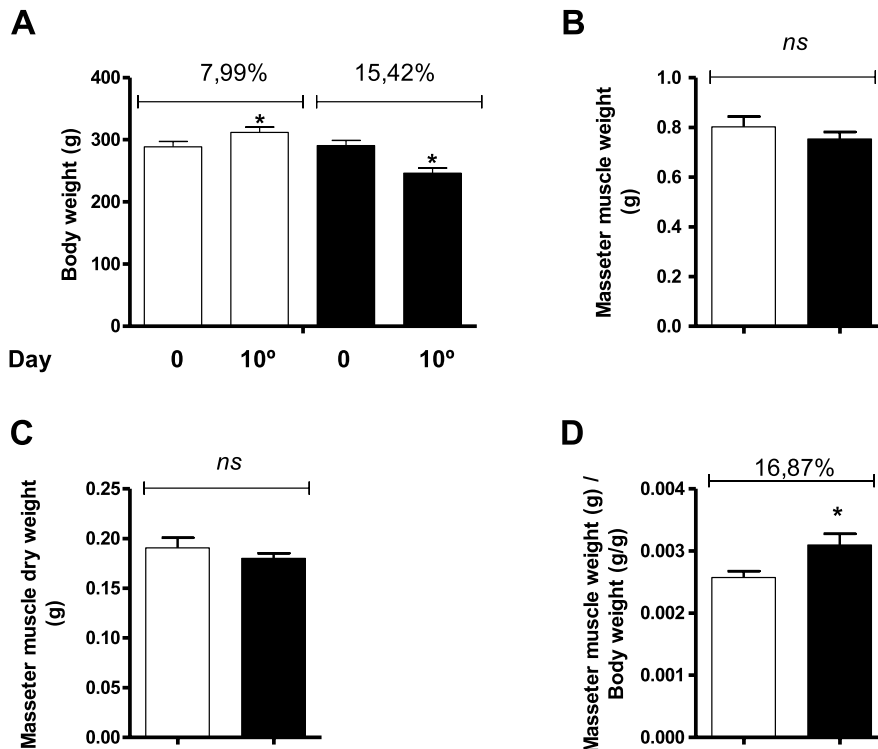 A
7,99%
15,42%
*
*
400
300
200
100
0
Body weight (g)
Day
0
10º
0
10º
B
ns
1.0
0.8
0.6
0.4
0.2
0.0
Masseter muscle weight
(g)
C
ns
0.25
0.20
0.15
0.10
0.05
0.00
Masseter muscle dry weight
(g)
D
16,87%
*
0.004
0.003
0.002
0.001
0.000
Masseter muscle weight (g) /
Body weight (g/g)